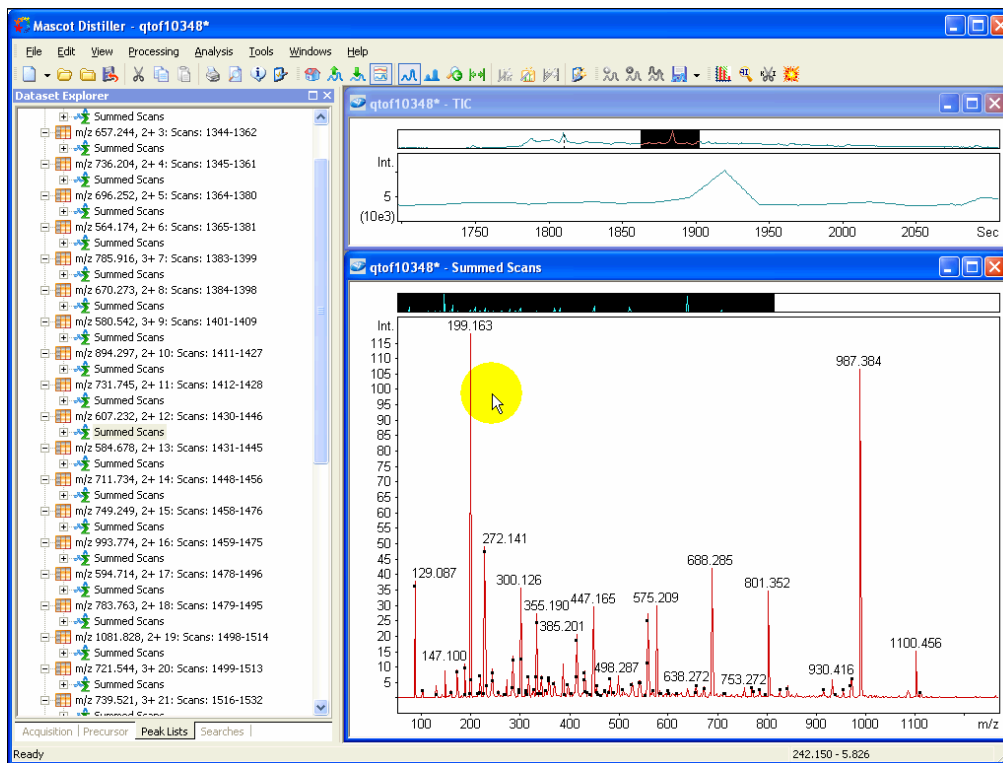 Mascot Distiller - qtof10348*
File Edit View Processing Analysis Tools Windows Help
Dataset Explorer
Summed Scans
m/z 657.244, 2+ 3: Scans: 1344-1362
Summed Scans
m/z 736.204, 2+ 4: Scans: 1345-1361
Summed Scans
m/z 696.252, 2+ 5: Scans: 1364-1380
Summed Scans
m/z 564.174, 2+ 6: Scans: 1365-1381
Summed Scans
m/z 785.916, 3+ 7: Scans: 1383-1399
Summed Scans
m/z 670.273, 2+ 8: Scans: 1384-1398
Summed Scans
m/z 580.542, 3+ 9: Scans: 1401-1409
Summed Scans
m/z 894.297, 2+ 10: Scans: 1411-1427
Summed Scans
m/z 731.745, 2+ 11: Scans: 1412-1428
Summed Scans
m/z 607.232, 2+ 12: Scans: 1430-1446
Summed Scans
m/z 584.678, 2+ 13: Scans: 1431-1445
Summed Scans
m/z 711.734, 2+ 14: Scans: 1448-1456
Summed Scans
m/z 749.249, 2+ 15: Scans: 1458-1476
Summed Scans
m/z 993.774, 2+ 16: Scans: 1459-1475
Summed Scans
m/z 594.714, 2+ 17: Scans: 1478-1496
Summed Scans
m/z 783.763, 2+ 18: Scans: 1479-1495
Summed Scans
m/z 1081.828, 2+ 19: Scans: 1498-1514
Summed Scans
m/z 721.544, 3+ 20: Scans: 1499-1513
Summed Scans
m/z 739.521, 3+ 21: Scans: 1516-1532
Summed Scans
Acquisition Precursor Peak Lists Searches
qtof10348* - TIC
Int.
5
(10e3)
1750 1800 1850 1900 1950 2000 2050 Sec
qtof10348* - Summed Scans
Int.
115
110
105
100
95
90
85
80
75
70
65
60
55
50
45
40
35
30
25
20
15
10
5
199.163
987.384
272.141
688.285
129.087
300.126
801.352
447.165
575.209
355.190
385.201
1100.456
147.100
498.287
638.272
753.272
930.416
100 200 300 400 500 600 700 800 900 1000 1100 m/z
Ready
242.150 - 5.826